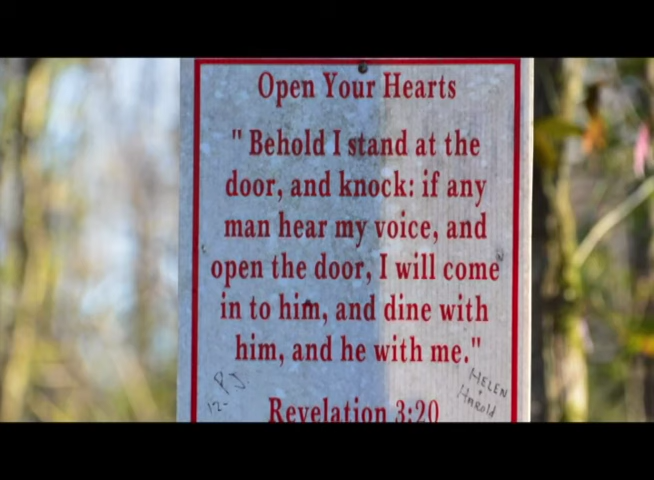 Open Your Hearts
" Behold I stand at the
door, and knock: if any
man hear my voice, and
open the door, I will come
in to him, and dine with
him, and he with me."
PJ
12-
HELEN
+
Harold
Revelation 3:20